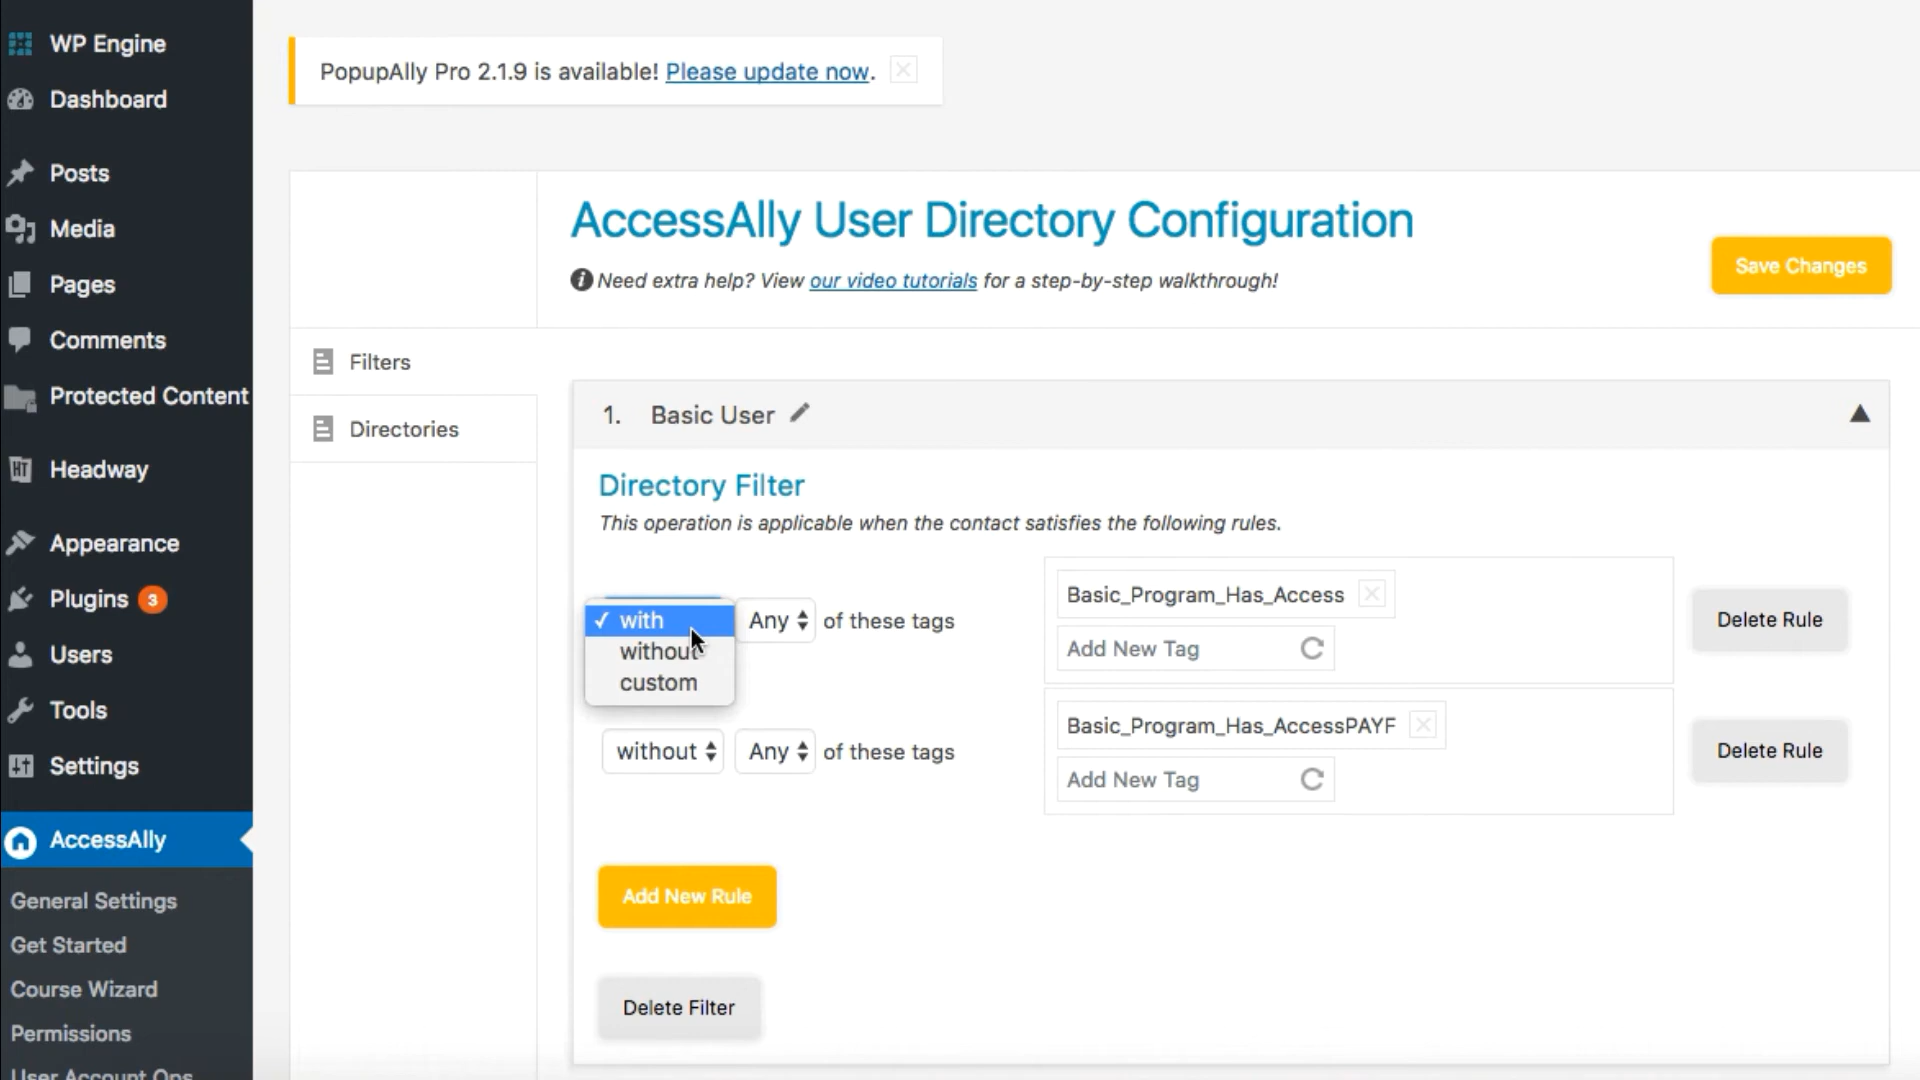 WP Engine
Dashboard
Posts
Media
Pages
Comments
Protected Content
Headway
Appearance
Plugins 3
Users
Tools
Settings
AccessAlly
General Settings
Get Started
Course Wizard
Permissions
User Account Ops
PopupAlly Pro 2.1.9 is available! Please update now.
AccessAlly User Directory Configuration
Need extra help? View our video tutorials for a step-by-step walkthrough!
Save Changes
Filters
Directories
1. Basic User
Directory Filter
This operation is applicable when the contact satisfies the following rules.
✓ with
without
custom
Any of these tags
Basic_Program_Has_Access
Add New Tag
Delete Rule
without Any of these tags
Basic_Program_Has_AccessPAYF
Add New Tag
Delete Rule
Add New Rule
Delete Filter